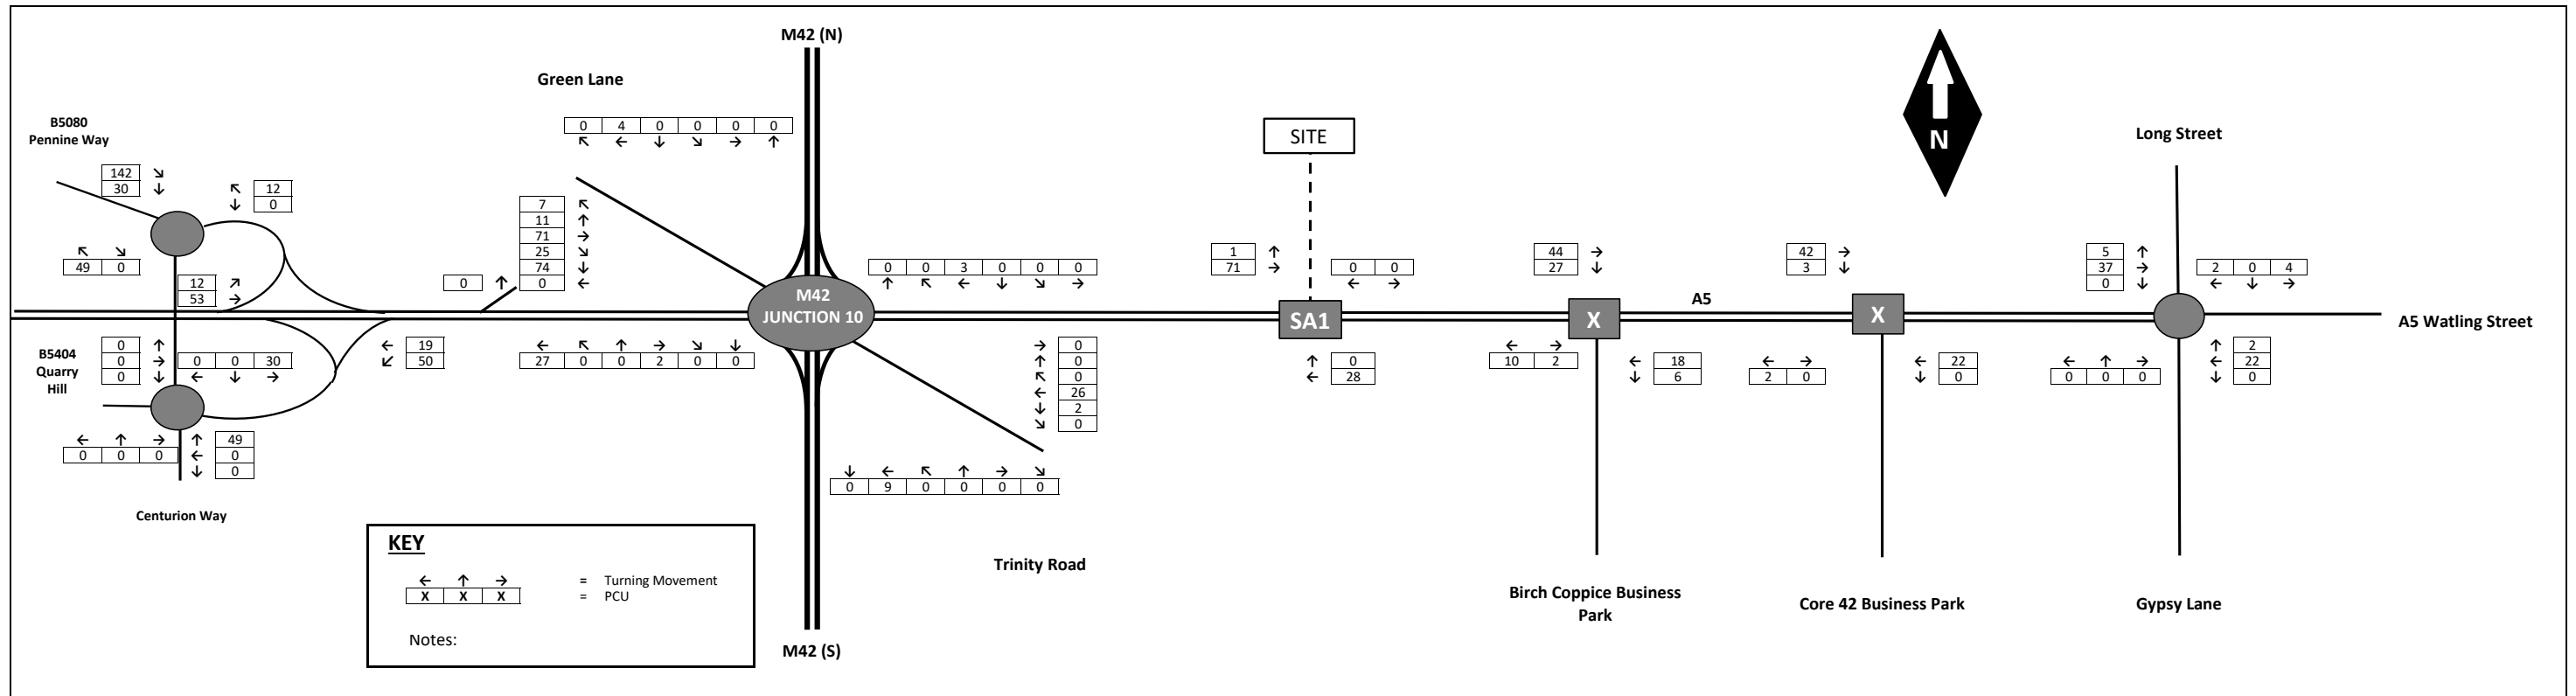 M42 (N)
Green Lane
B5080
Pennine Way
0 4 0 0 0 0
↖ ← ↓ ↘ → ↑
SITE
N
Long Street
142 ↘
30 ↓
↖ 12
↓ 0
7 ↖
11 ↑
71 →
25 ↘
74 ↓
0 ←
↖ ↘
49 0
12 ↗
53 →
0 ↑
0 0 3 0 0 0
↑ ↖ ← ↓ ↘ →
1 ↑
71 →
0 0
← →
44 →
27 ↓
42 →
3 ↓
5 ↑
37 →
0 ↓
2 0 4
← ↓ →
M42
JUNCTION 10
SA1
X
A5
X
A5 Watling Street
B5404
Quarry
Hill
0 ↑
0 →
0 ↓
0 0 30
← ↓ →
← 19
↙ 50
← ↖ ↑ → ↘ ↓
27 0 0 2 0 0
→ 0
↑ 0
↖ 0
← 26
↓ 2
↘ 0
↑ 0
← 28
← →
10 2
← 18
↓ 6
← →
2 0
← 22
↓ 0
← ↑ →
0 0 0
↑ 2
← 22
↓ 0
← ↑ →
0 0 0
↑ 49
← 0
↓ 0
↓ ← ↖ ↑ → ↘
0 9 0 0 0 0
Centurion Way
KEY
← ↑ → = Turning Movement
X X X = PCU
Notes:
Trinity Road
M42 (S)
Birch Coppice Business
Park
Core 42 Business Park
Gypsy Lane